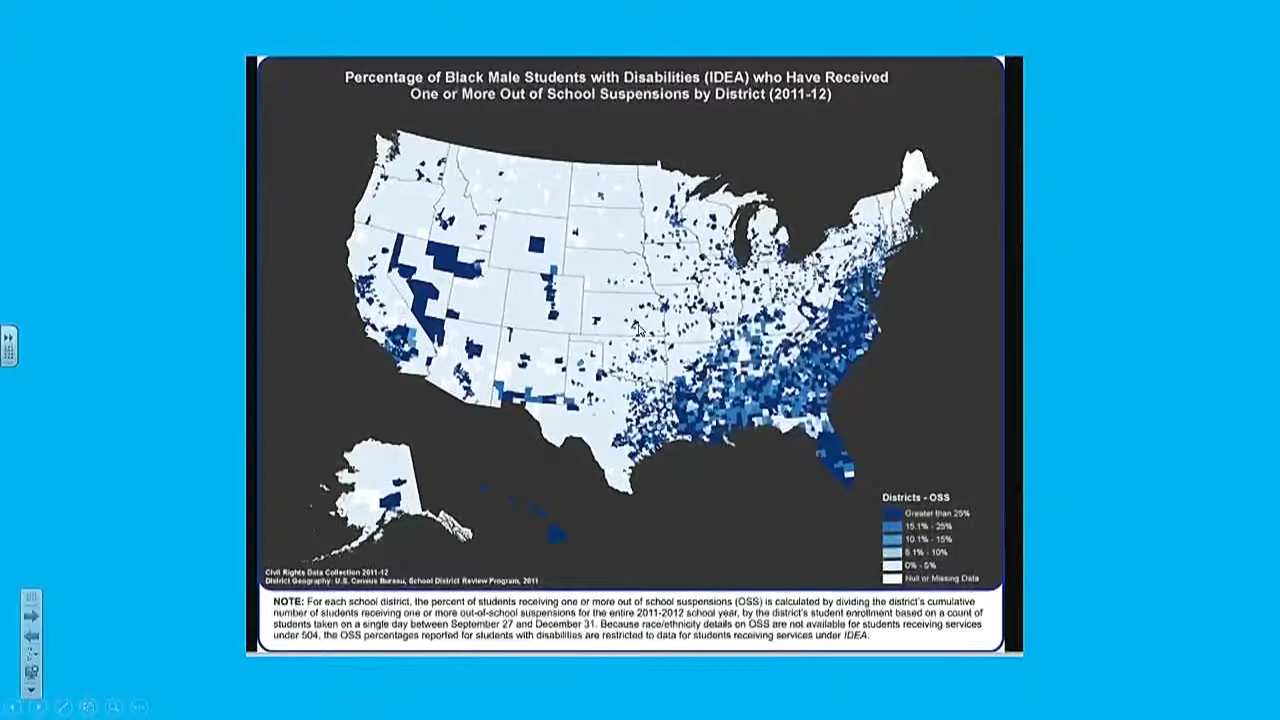 Percentage of Black Male Students with Disabilities (IDEA) who Have Received
One or More Out of School Suspensions by District (2011-12)
Districts - OSS
Greater than 25%
15.1% - 25%
10.1% - 15%
5.1% - 10%
0% - 5%
Null or Missing Data
Civil Rights Data Collection 2011-12
District Geography: U.S. Census Bureau, School District Review Program, 2011
NOTE: For each school district, the percent of students receiving one or more out of school suspensions (OSS) is calculated by dividing the district's cumulative
number of students receiving one or more out-of-school suspensions for the entire 2011-2012 school year, by the district's student enrollment based on a count of
students taken on a single day between September 27 and December 31. Because race/ethnicity details on OSS are not available for students receiving services
under 504, the OSS percentages reported for students with disabilities are restricted to data for students receiving services under IDEA.